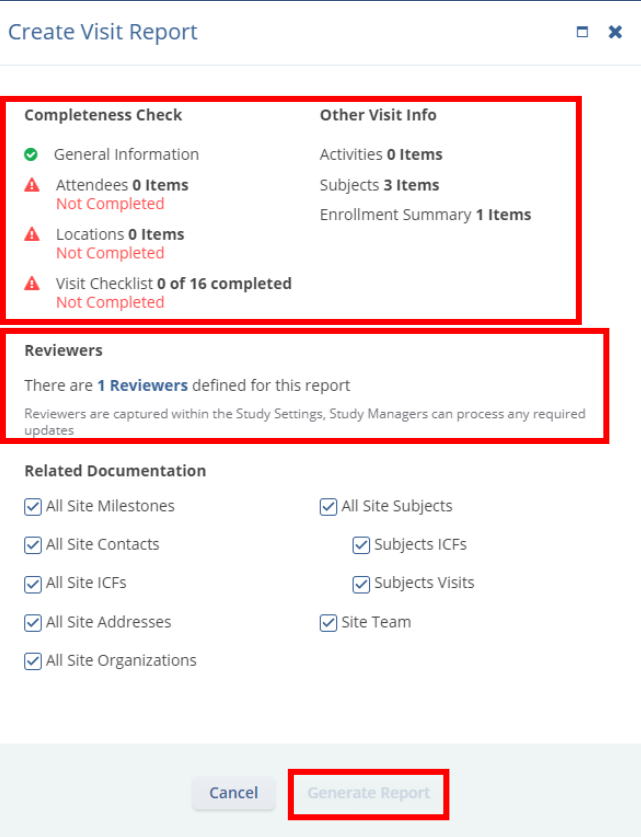 Create Visit Report
Completeness Check
General Information
Attendees 0 Items
Not Completed
Locations 0 Items
Not Completed
Visit Checklist 0 of 16 completed
Not Completed
Other Visit Info
Activities 0 Items
Subjects 3 Items
Enrollment Summary 1 Items
Reviewers
There are 1 Reviewers defined for this report
Reviewers are captured within the Study Settings, Study Managers can process any required
updates
Related Documentation
All Site Milestones
All Site Contacts
All Site ICFs
All Site Addresses
All Site Organizations
All Site Subjects
Subjects ICFs
Subjects Visits
Site Team
Cancel
Generate Report